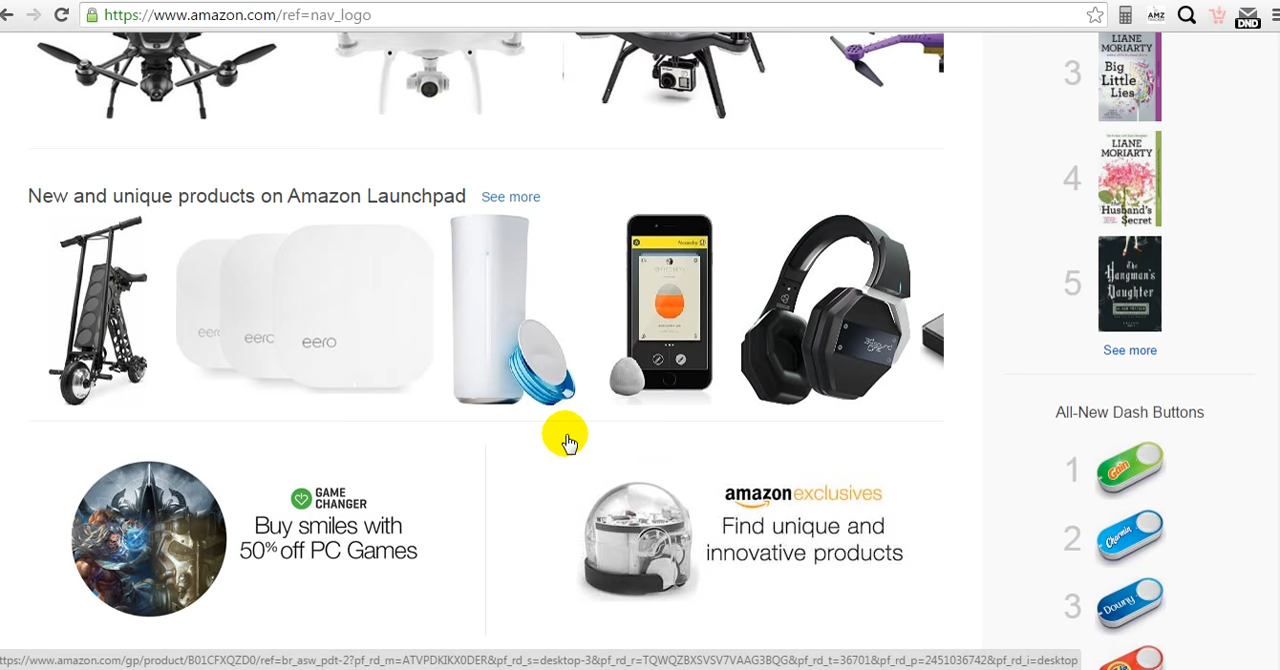 https://www.amazon.com/ref=nav_logo
AMZ
DND
3
LIANE
MORIARTY
Big
Little
Lies
4
LIANE
MORIARTY
The
Husband's
Secret
5
The
Hangman's
Daughter
See more
New and unique products on Amazon Launchpad See more
eero
eero
eero
GAME
CHANGER
Buy smiles with
50% off PC Games
amazonexclusives
Find unique and
innovative products
All-New Dash Buttons
1
Gain
2
Charmin
3
Downy
ttps://www.amazon.com/gp/product/B01CFXQZD0/ref=br_asw_pdt-2?pf_rd_m=ATVPDKIKX0DER&pf_rd_s=desktop-3&pf_rd_r=TQWQZBXSVSV7VAAG3BQG&pf_rd_t=36701&pf_rd_p=2451036742&pf_rd_i=desktop